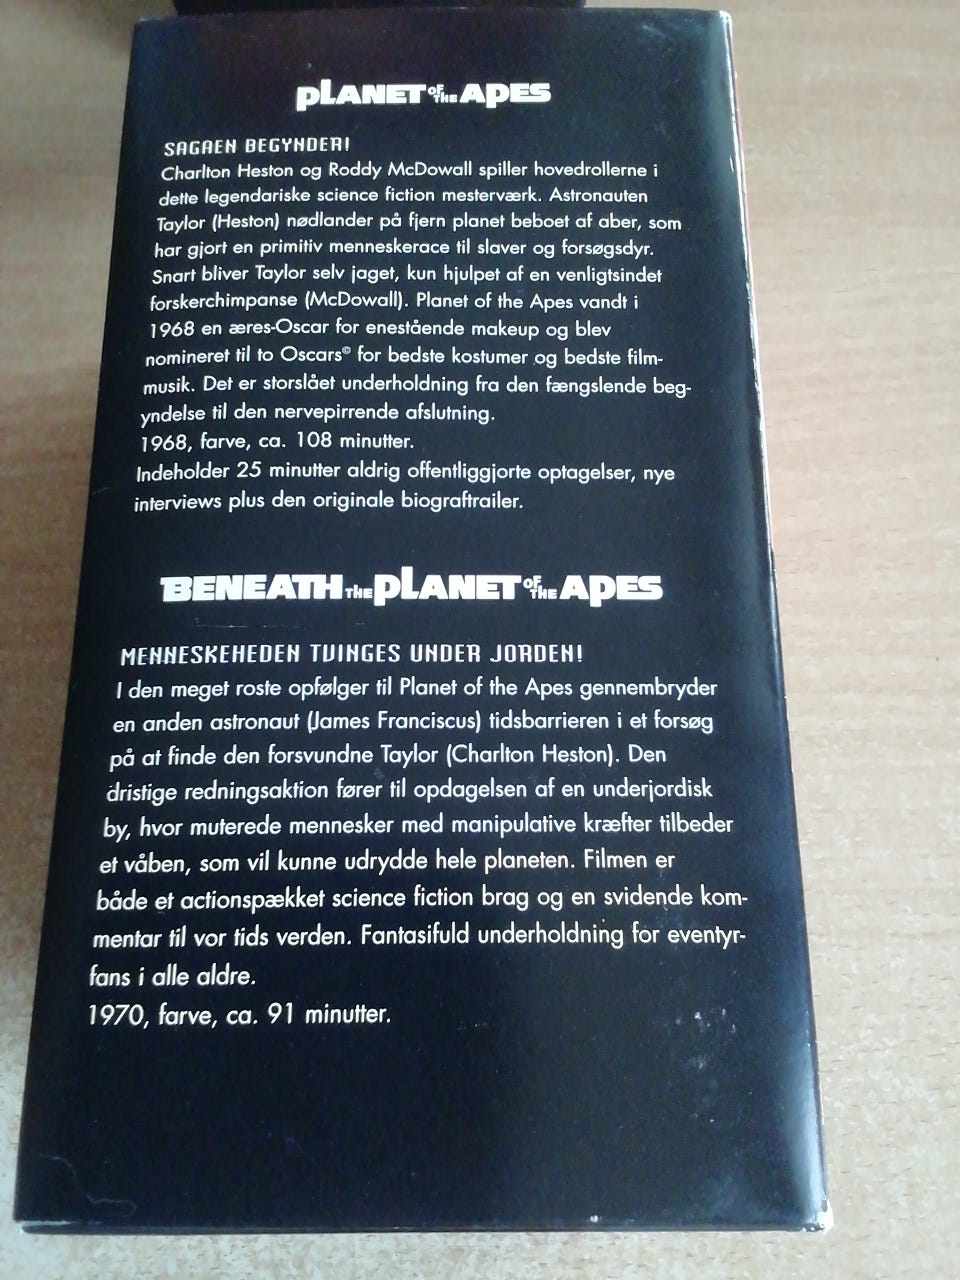 PLANET OF THE APES
SAGAEN BEGYNDER!
Charlton Heston og Roddy McDowall spiller hovedrollerne i
dette legendariske science fiction mesterværk. Astronauten
Taylor (Heston) nødlander på fjern planet beboet af aber, som
har gjort en primitiv menneskerace til slaver og forsøgsdyr.
Snart bliver Taylor selv jaget, kun hjulpet af en venligtsindet
forskerchimpanse (McDowall). Planet of the Apes vandt i
1968 en æres-Oscar for enestående makeup og blev
nomineret til to Oscars® for bedste kostumer og bedste film-
musik. Det er storslået underholdning fra den fængslende beg-
yndelse til den nervepirrende afslutning.
1968, farve, ca. 108 minutter.
Indeholder 25 minutter aldrig offentliggjorte optagelser, nye
interviews plus den originale biograftrailer.
BENEATH THE PLANET OF THE APES
MENNESKEHEDEN TVINGES UNDER JORDEN!
I den meget roste opfølger til Planet of the Apes gennembryder
en anden astronaut (James Franciscus) tidsbarrieren i et forsøg
på at finde den forsvundne Taylor (Charlton Heston). Den
dristige redningsaktion fører til opdagelsen af en underjordisk
by, hvor muterede mennesker med manipulative kræfter tilbeder
et våben, som vil kunne udrydde hele planeten. Filmen er
både et actionspækket science fiction brag og en svidende kom-
mentar til vor tids verden. Fantasifuld underholdning for eventyr-
fans i alle aldre.
1970, farve, ca. 91 minutter.